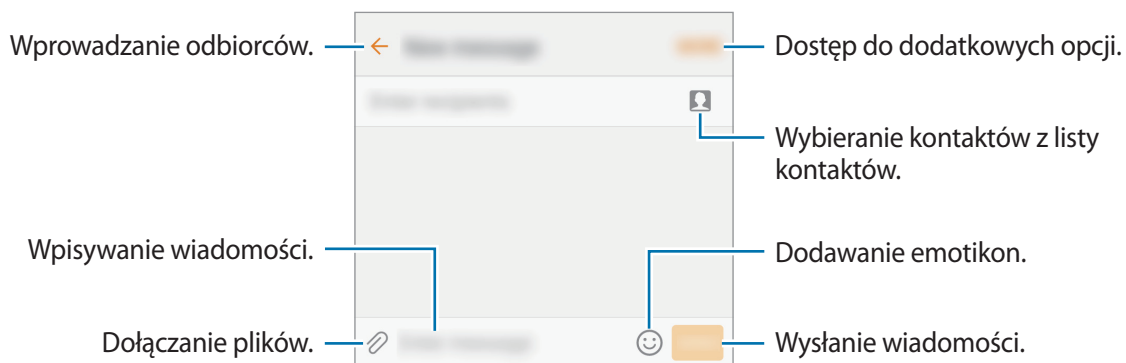 Wprowadzanie odbiorców.
Dostęp do dodatkowych opcji.
Wybieranie kontaktów z listy
kontaktów.
Wpisywanie wiadomości.
Dodawanie emotikon.
Dołączanie plików.
Wysłanie wiadomości.